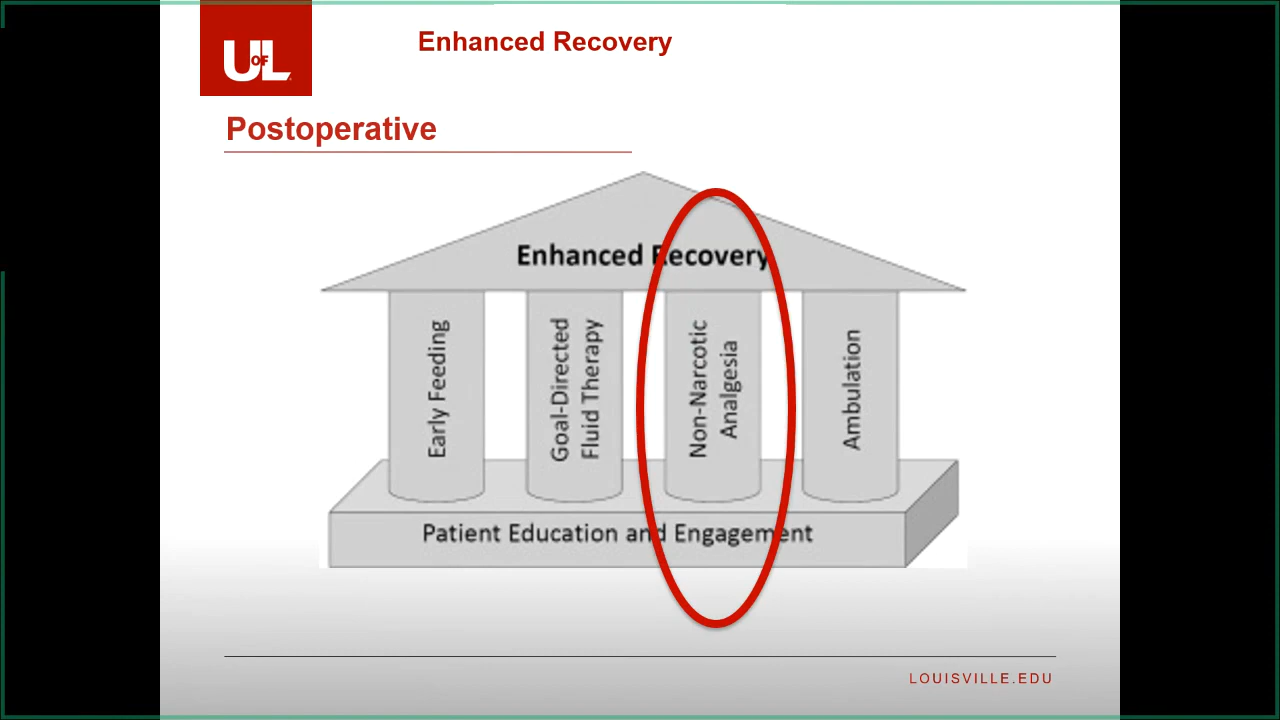 UOFL
Enhanced Recovery
Postoperative
Enhanced Recovery
Early Feeding
Goal-Directed
Fluid Therapy
Non-Narcotic
Analgesia
Ambulation
Patient Education and Engagement
LOUISVILLE.EDU